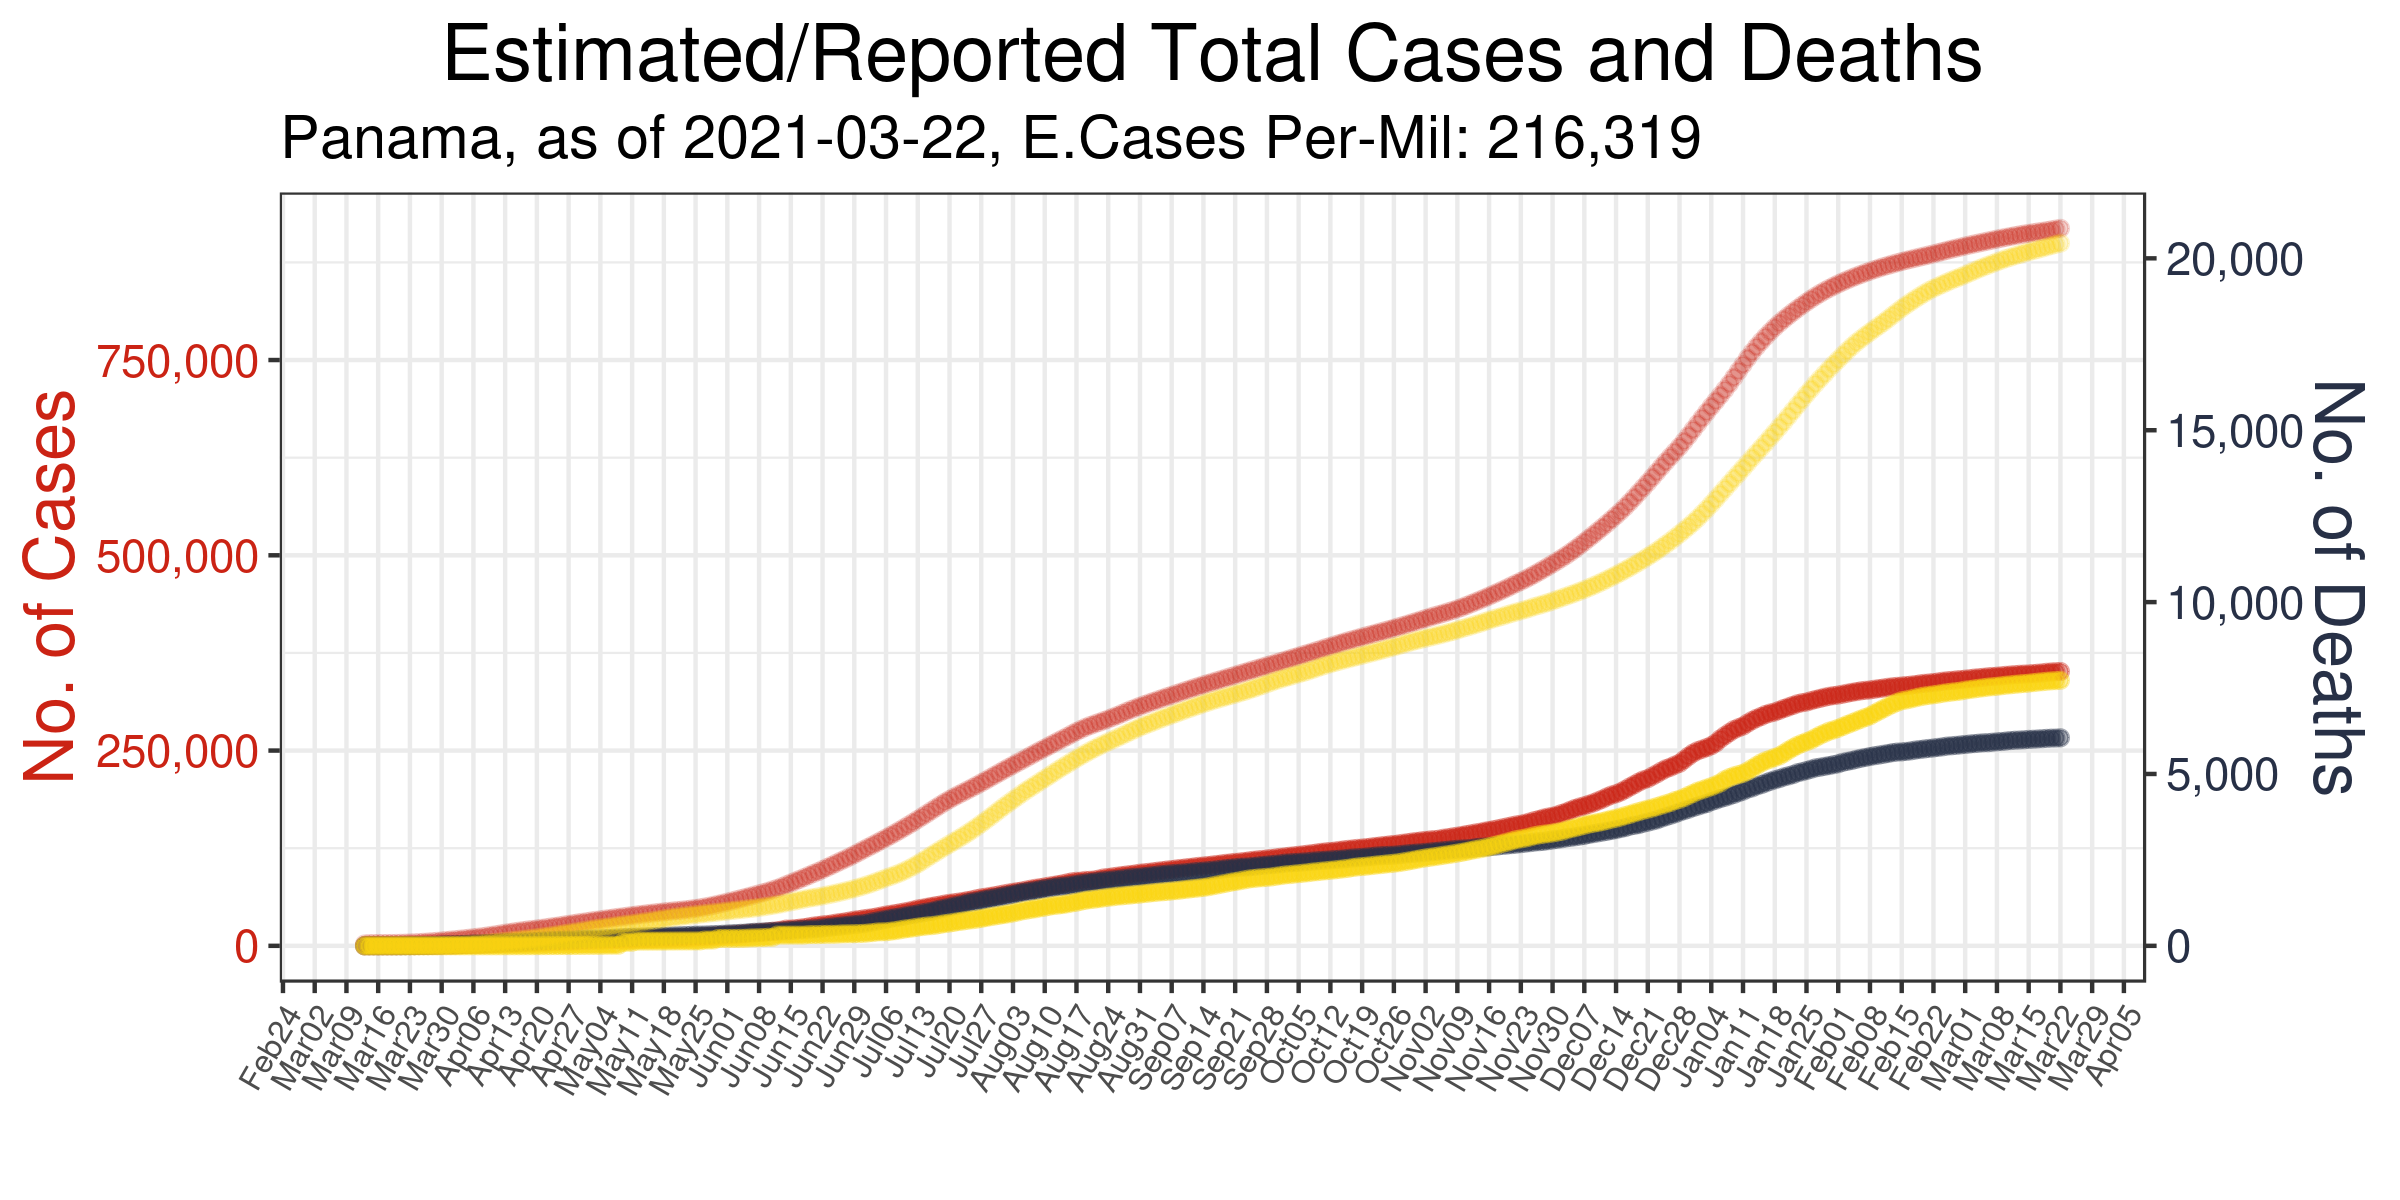 Estimated/Reported Total Cases and Deaths
Panama, as of 2021-03-22, E.Cases Per-Mil: 216,319
No. of Cases
750,000
500,000
250,000
0
20,000
15,000
10,000
5,000
0
No. of Deaths
Feb24
Mar02
Mar09
Mar16
Mar23
Mar30
Apr06
Apr13
Apr20
Apr27
May04
May11
May18
May25
Jun01
Jun08
Jun15
Jun22
Jun29
Jul06
Jul13
Jul20
Jul27
Aug03
Aug10
Aug17
Aug24
Aug31
Sep07
Sep14
Sep21
Sep28
Oct05
Oct12
Oct19
Oct26
Nov02
Nov09
Nov16
Nov23
Nov30
Dec07
Dec14
Dec21
Dec28
Jan04
Jan11
Jan18
Jan25
Feb01
Feb08
Feb15
Feb22
Mar01
Mar08
Mar15
Mar22
Mar29
Apr05